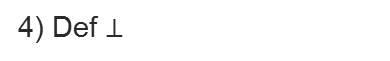 4) Def ⊥